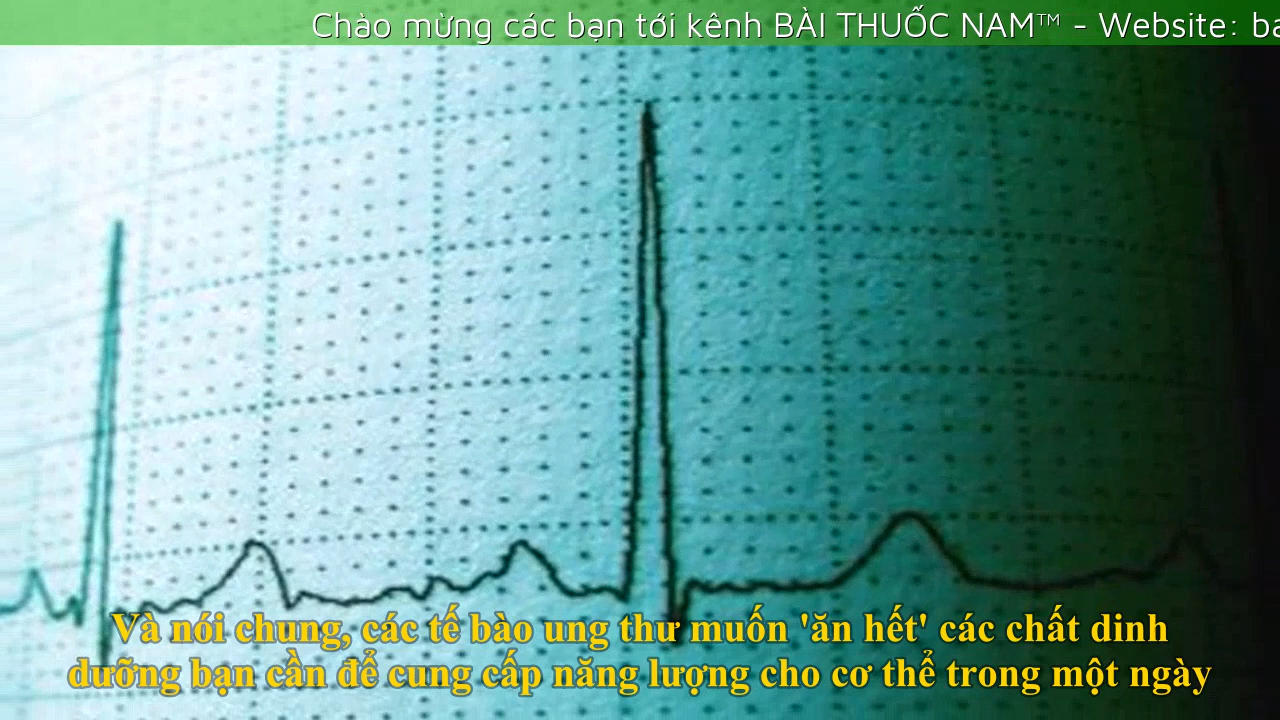 Chào mừng các bạn tới kênh BÀI THUỐC NAM™ - Website:
Và nói chung, các tế bào ung thư muốn 'ăn hết' các chất dinh
dưỡng bạn cần để cung cấp năng lượng cho cơ thể trong một ngày